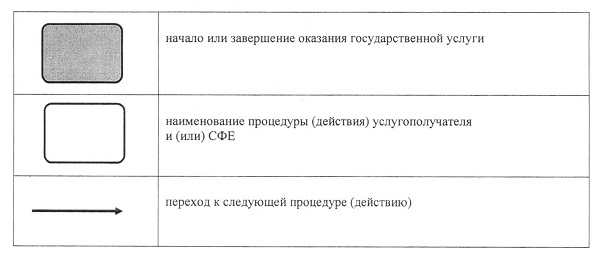 начало или завершение оказания государственной услуги
наименование процедуры (действия) услугополучателя
и (или) СФЕ
переход к следующей процедуре (действию)